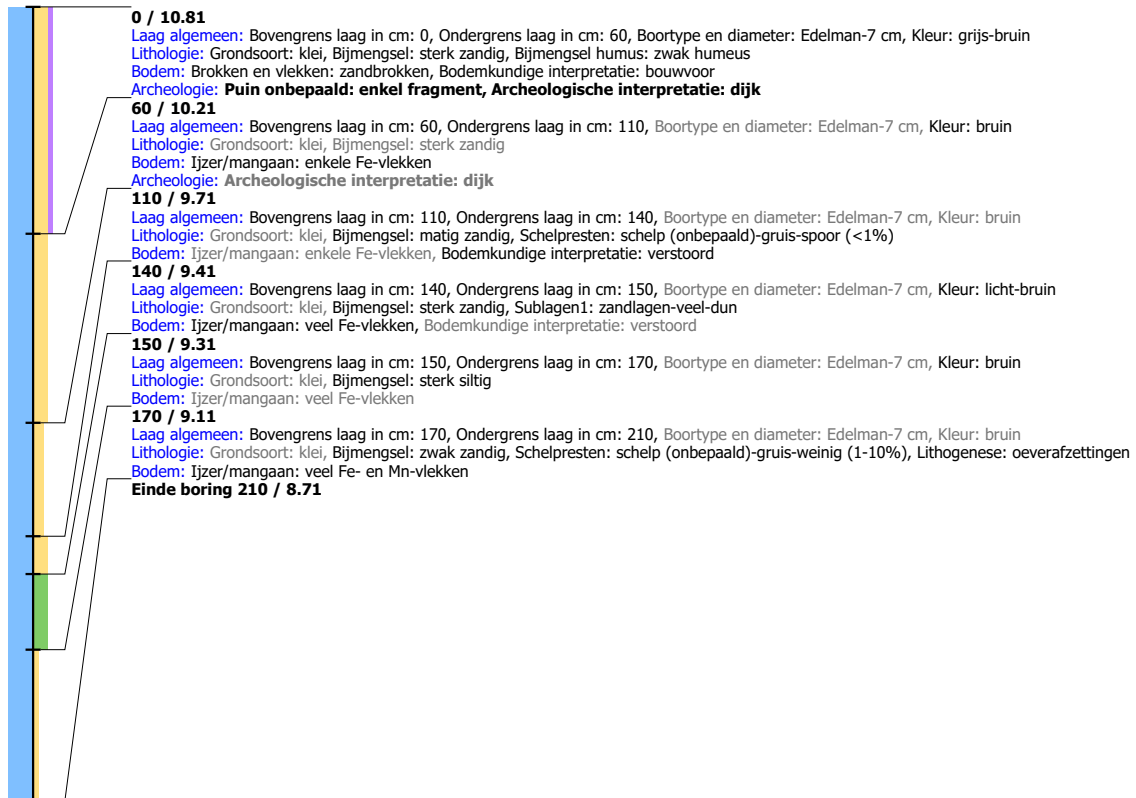 0 / 10.81
Laag algemeen: Bovengrens laag in cm: 0, Ondergrens laag in cm: 60, Boortype en diameter: Edelman-7 cm, Kleur: grijs-bruin
Lithologie: Grondsoort: klei, Bijmengsel: sterk zandig, Bijmengsel humus: zwak humeus
Bodem: Brokken en vlekken: zandbrokken, Bodemkundige interpretatie: bouwvoor
Archeologie: Puin onbepaald: enkel fragment, Archeologische interpretatie: dijk
60 / 10.21
Laag algemeen: Bovengrens laag in cm: 60, Ondergrens laag in cm: 110, Boortype en diameter: Edelman-7 cm, Kleur: bruin
Lithologie: Grondsoort: klei, Bijmengsel: sterk zandig
Bodem: Ijzer/mangaan: enkele Fe-vlekken
Archeologie: Archeologische interpretatie: dijk
110 / 9.71
Laag algemeen: Bovengrens laag in cm: 110, Ondergrens laag in cm: 140, Boortype en diameter: Edelman-7 cm, Kleur: bruin
Lithologie: Grondsoort: klei, Bijmengsel: matig zandig, Schelpresten: schelp (onbepaald)-gruis-spoor (<1%)
Bodem: Ijzer/mangaan: enkele Fe-vlekken, Bodemkundige interpretatie: verstoord
140 / 9.41
Laag algemeen: Bovengrens laag in cm: 140, Ondergrens laag in cm: 150, Boortype en diameter: Edelman-7 cm, Kleur: licht-bruin
Lithologie: Grondsoort: klei, Bijmengsel: sterk zandig, Sublagen1: zandlagen-veel-dun
Bodem: Ijzer/mangaan: veel Fe-vlekken, Bodemkundige interpretatie: verstoord
150 / 9.31
Laag algemeen: Bovengrens laag in cm: 150, Ondergrens laag in cm: 170, Boortype en diameter: Edelman-7 cm, Kleur: bruin
Lithologie: Grondsoort: klei, Bijmengsel: sterk siltig
Bodem: Ijzer/mangaan: veel Fe-vlekken
170 / 9.11
Laag algemeen: Bovengrens laag in cm: 170, Ondergrens laag in cm: 210, Boortype en diameter: Edelman-7 cm, Kleur: bruin
Lithologie: Grondsoort: klei, Bijmengsel: zwak zandig, Schelpresten: schelp (onbepaald)-gruis-weinig (1-10%), Lithogenese: oeverafzettingen
Bodem: Ijzer/mangaan: veel Fe- en Mn-vlekken
Einde boring 210 / 8.71